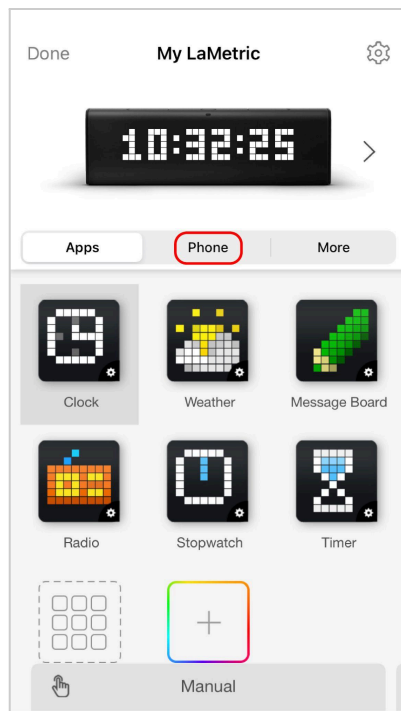 Done My LaMetric
10:32:25
Apps Phone More
Clock Weather Message Board
Radio Stopwatch Timer
Manual